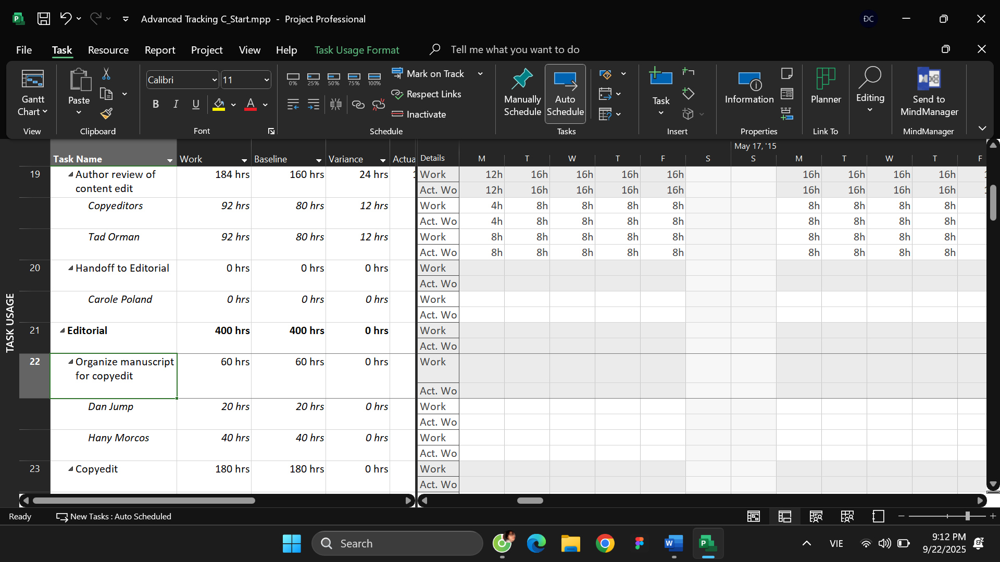 Advanced Tracking C_Start.mpp - Project Professional
ĐC
File Task Resource Report Project View Help Task Usage Format Tell me what you want to do
Gantt
Chart
View
Paste
Clipboard
Calibri 11
B I U A
Font
0% 25% 50% 75% 100%
Mark on Track
Respect Links
Inactivate
Schedule
Manually
Schedule
Auto
Schedule
Tasks
Task
Insert
Information
Properties
Planner
Link To
Editing
Send to
MindManager
MindManager
May 17, '15
Task Name Work Baseline Variance Actua Details M T W T F S S M T W T F
19 Author review of content edit 184 hrs 160 hrs 24 hrs 1 Work 12h 16h 16h 16h 16h 16h 16h 16h 16h 1
Act. Wo 12h 16h 16h 16h 16h 16h 16h 16h 16h 1
Copyeditors 92 hrs 80 hrs 12 hrs Work 4h 8h 8h 8h 8h 8h 8h 8h 8h
Act. Wo 4h 8h 8h 8h 8h 8h 8h 8h 8h
Tad Orman 92 hrs 80 hrs 12 hrs Work 8h 8h 8h 8h 8h 8h 8h 8h 8h
Act. Wo 8h 8h 8h 8h 8h 8h 8h 8h 8h
20 Handoff to Editorial 0 hrs 0 hrs 0 hrs Work
Act. Wo
Carole Poland 0 hrs 0 hrs 0 hrs Work
Act. Wo
21 Editorial 400 hrs 400 hrs 0 hrs Work
Act. Wo
22 Organize manuscript for copyedit 60 hrs 60 hrs 0 hrs Work
Act. Wo
Dan Jump 20 hrs 20 hrs 0 hrs Work
Act. Wo
Hany Morcos 40 hrs 40 hrs 0 hrs Work
Act. Wo
23 Copyedit 180 hrs 180 hrs 0 hrs Work
Act. Wo
TASK USAGE
Ready New Tasks : Auto Scheduled
Search
VIE
9:12 PM
9/22/2025